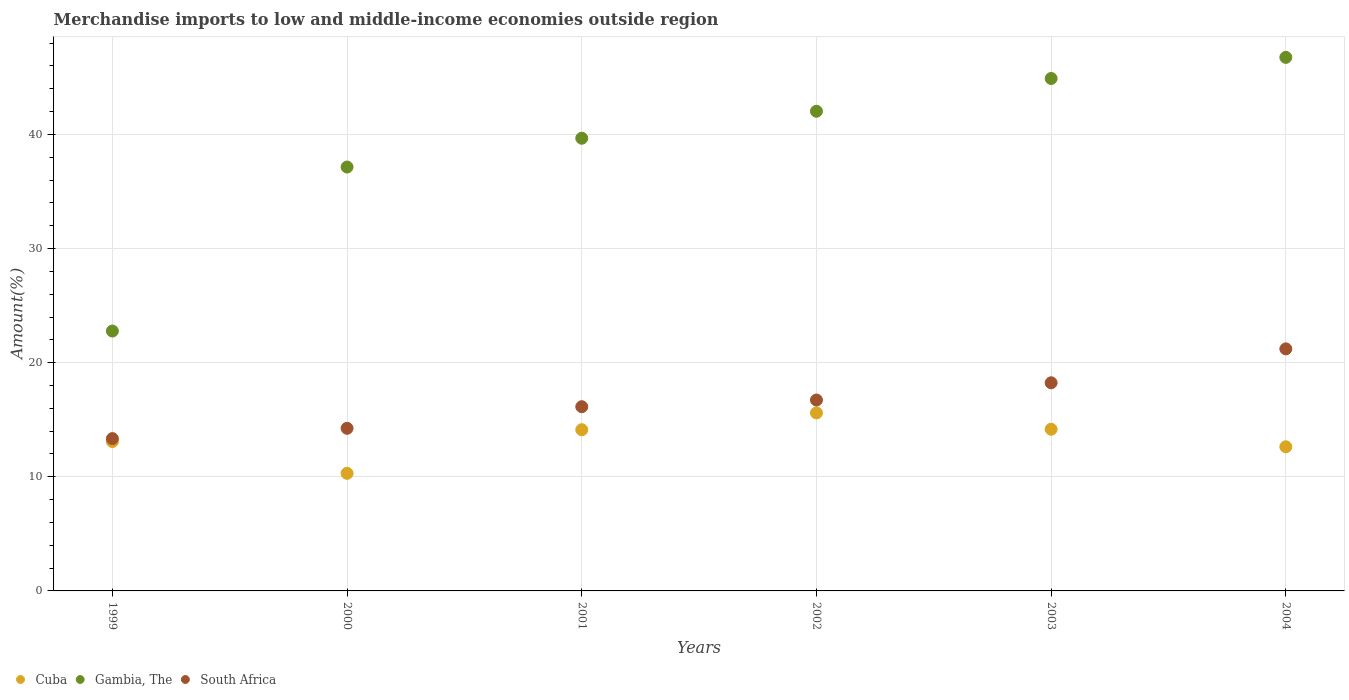 Merchandise imports to low and middle-income economies outside region
Amount(%)
40
30
20
10
0
1999
2000
2001
2002
2003
2004
Years
Cuba
Gambia, The
South Africa